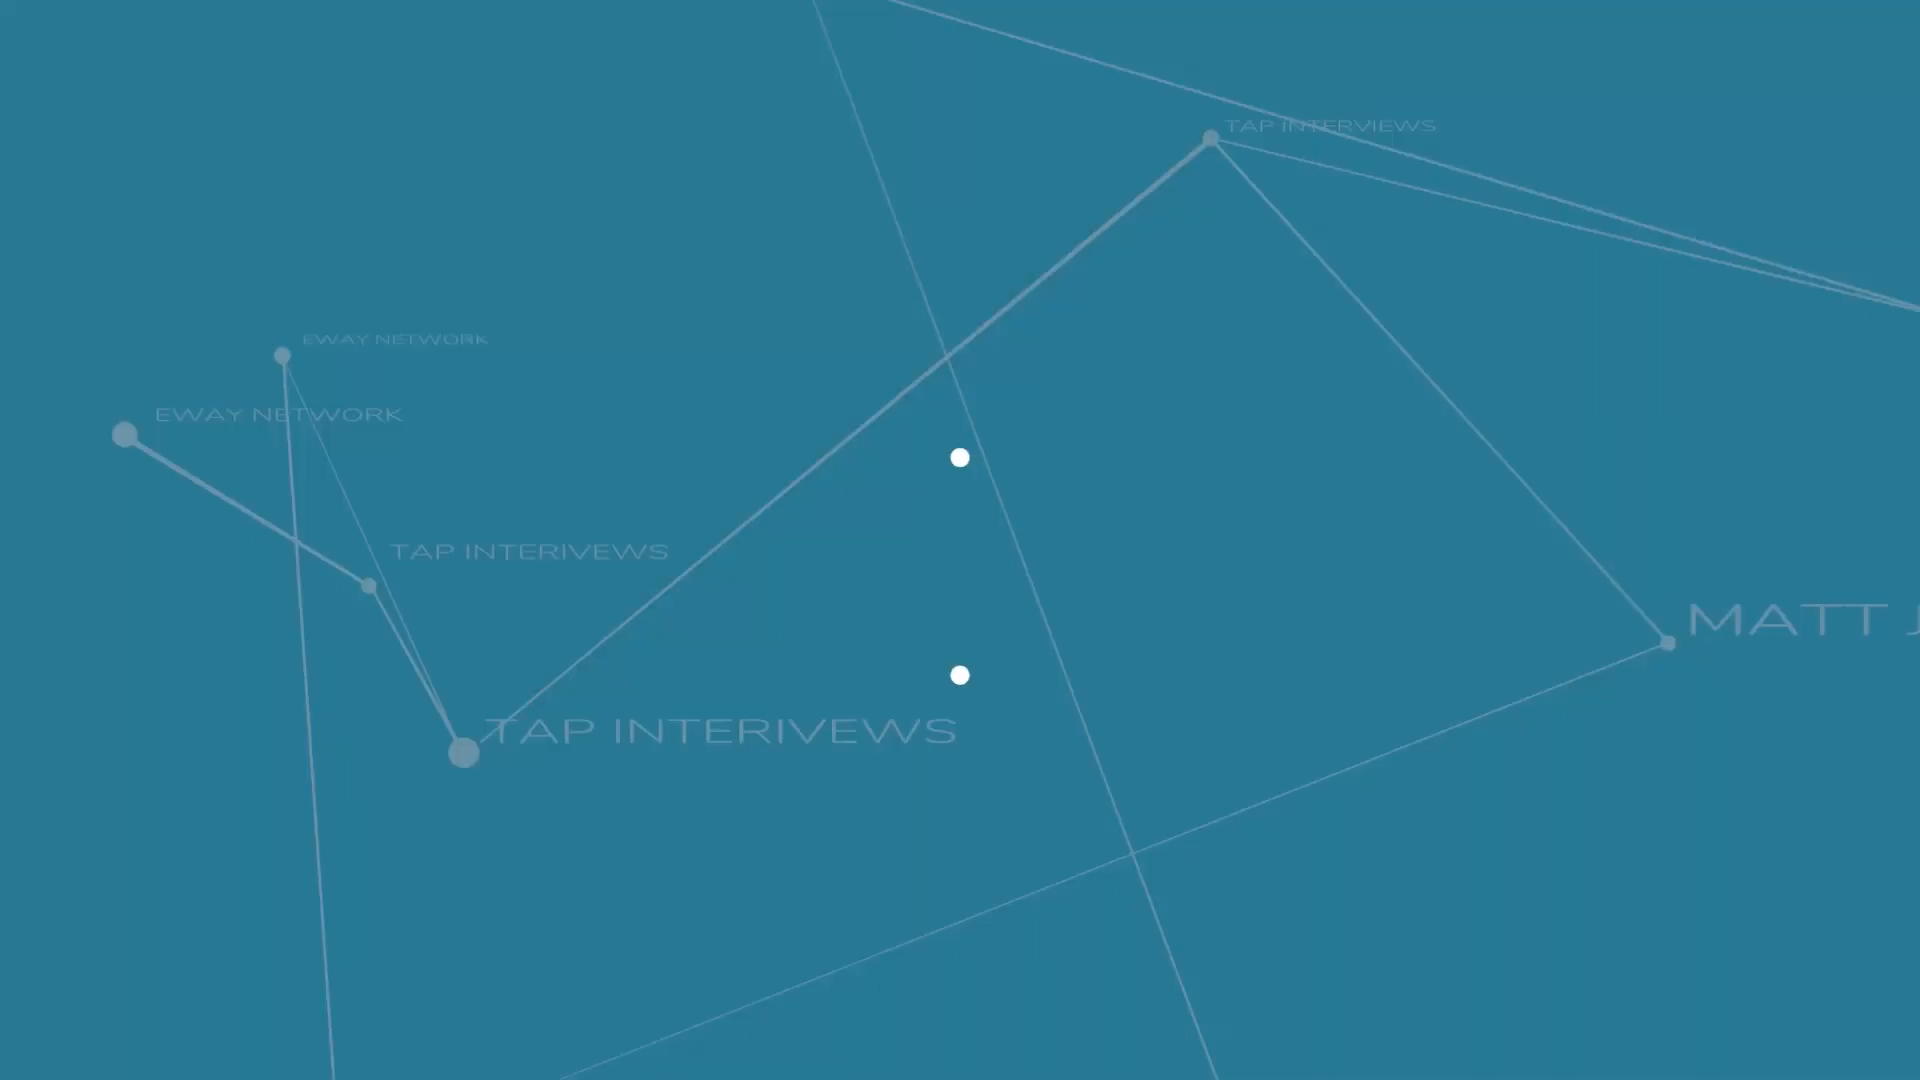 TAP INTERVIEWS
EWAY NETWORK
EWAY NETWORK
TAP INTERIVEWS
MATT J
TAP INTERIVEWS